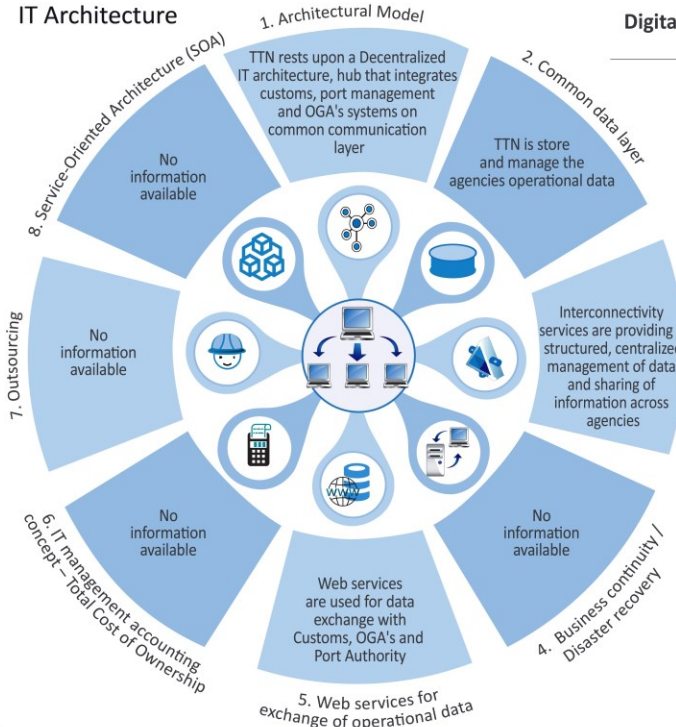 IT Architecture
Digita
1. Architectural Model
TTN rests upon a Decentralized
IT architecture, hub that integrates
customs, port management
and OGA's systems on
common communication
layer
2. Common data layer
TTN is store
and manage the
agencies operational data
Interconnectivity
services are providing
structured, centralized
management of data
and sharing of
information across
agencies
4. Business continuity /
Disaster recovery
No
information
available
5. Web services for
exchange of operational data
Web services
are used for data
exchange with
Customs, OGA's and
Port Authority
WWW
6. IT management accounting
concept – Total Cost of Ownership
No
information
available
7. Outsourcing
No
information
available
8. Service-Oriented Architecture (SOA)
No
information
available